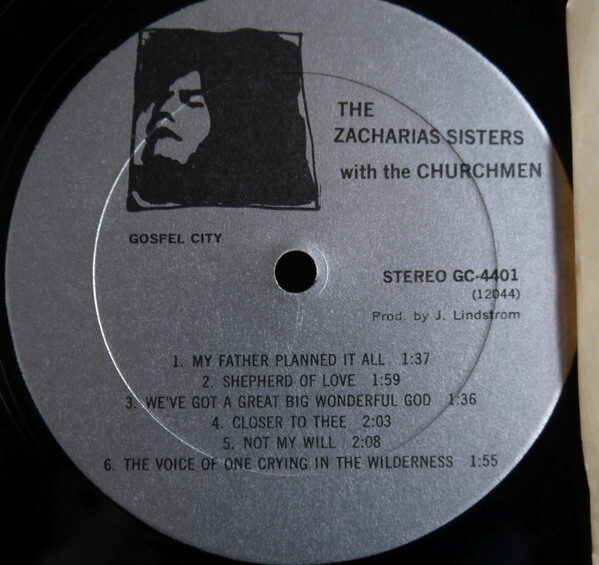 THE
ZACHARIAS SISTERS
with the CHURCHMEN
GOSPEL CITY
STEREO GC-4401
(12044)
Prod. by J. Lindstrom
1. MY FATHER PLANNED IT ALL 1:37
2. SHEPHERD OF LOVE 1:59
3. WE'VE GOT A GREAT BIG WONDERFUL GOD 1:36
4. CLOSER TO THEE 2:03
5. NOT MY WILL 2:08
6. THE VOICE OF ONE CRYING IN THE WILDERNESS 1:55